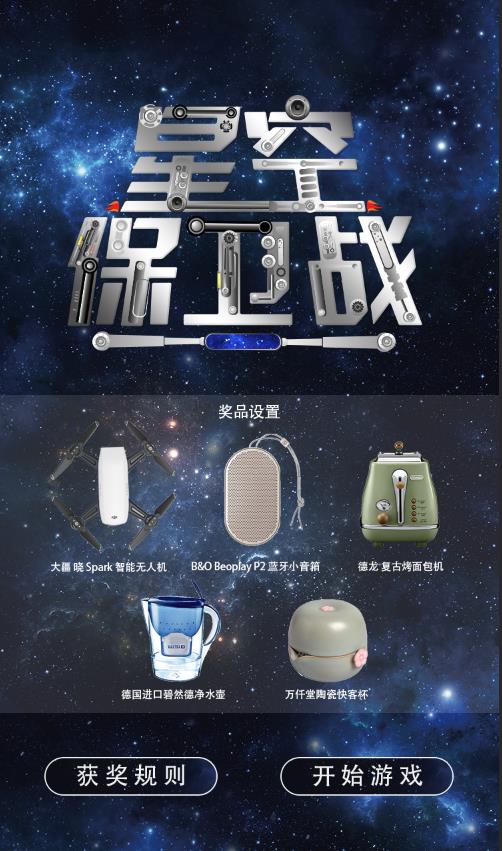 星空
保卫战
奖品设置
大疆 晓 Spark 智能无人机
B&O Beoplay P2 蓝牙小音箱
德龙 复古烤面包机
德国进口碧然德净水壶
万仟堂陶瓷快客杯
获奖规则
开始游戏